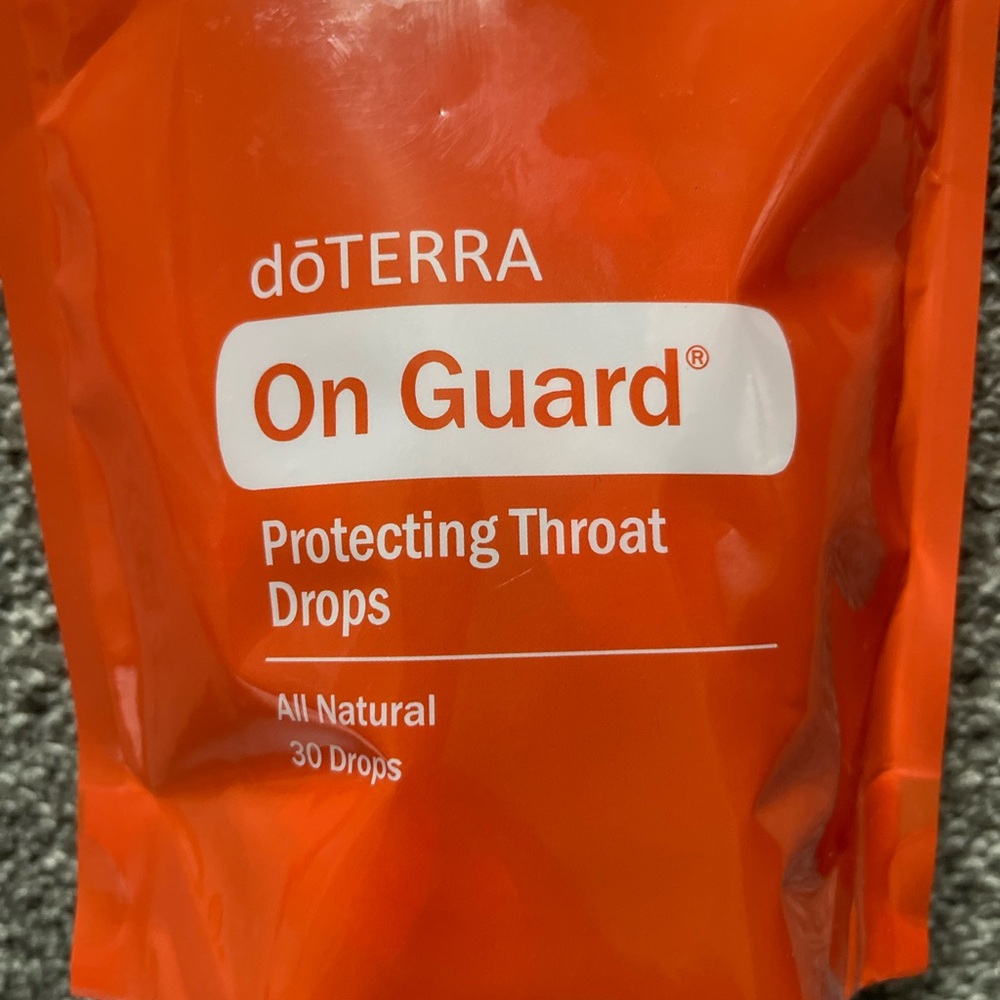 dōTERRA
On Guard®
Protecting Throat
Drops
All Natural
30 Drops